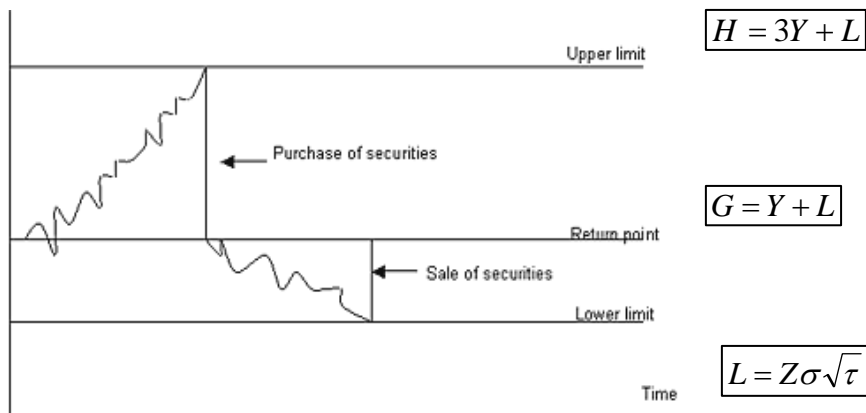 H = 3Y + L
Upper limit
Purchase of securities
G = Y + L
Return point
Sale of securities
Lower limit
L = Zσ√τ
Time